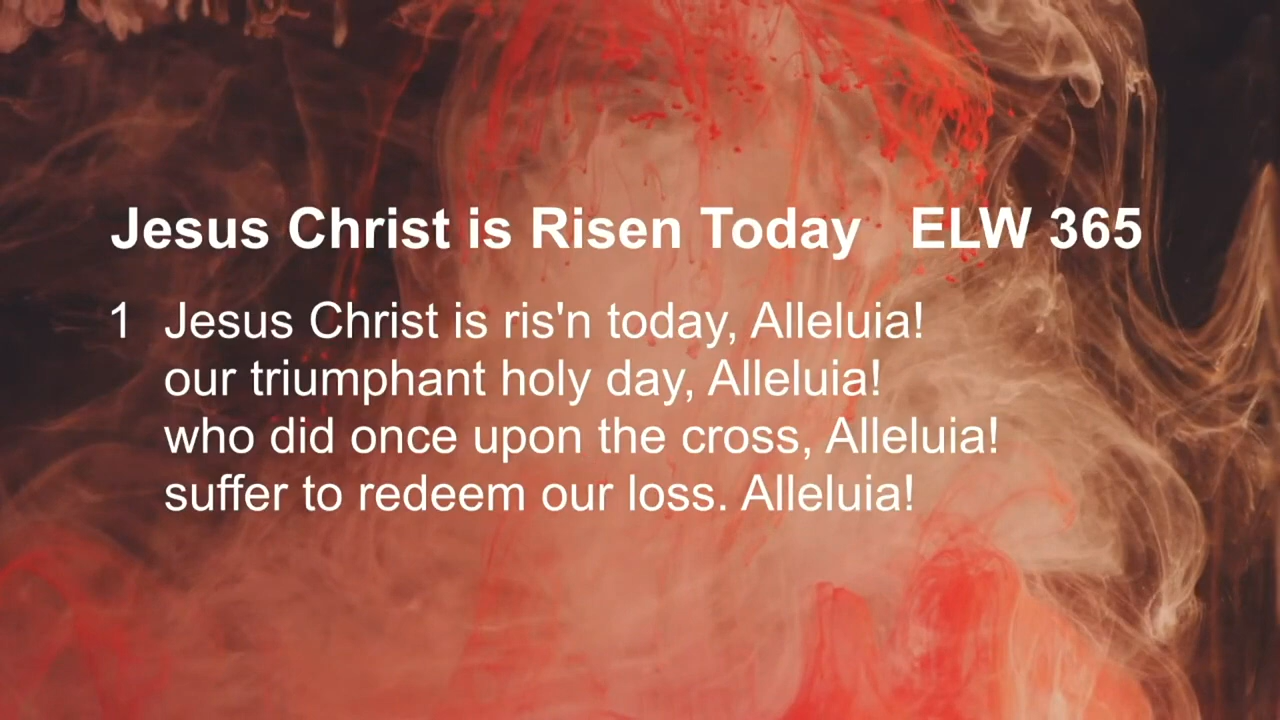 Jesus Christ is Risen Today ELW 365
1 Jesus Christ is ris'n today, Alleluia!
our triumphant holy day, Alleluia!
who did once upon the cross, Alleluia!
suffer to redeem our loss. Alleluia!